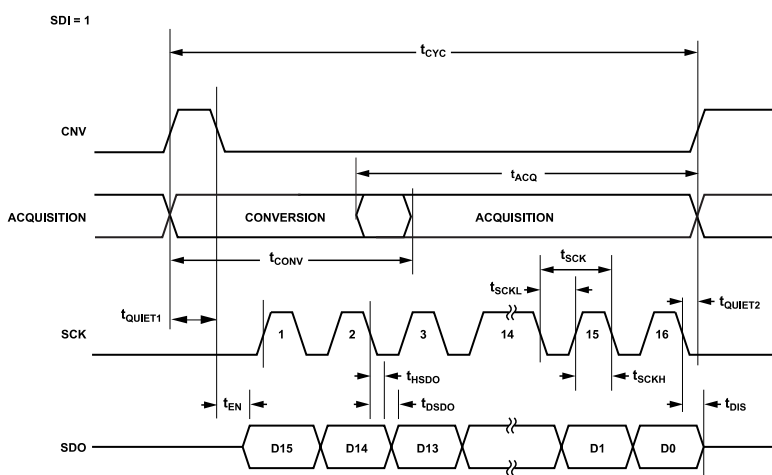 SDI = 1
tCYC
CNV
tACQ
ACQUISITION
CONVERSION
ACQUISITION
tCONV
tSCK
tSCKL
tQUIET1
tQUIET2
SCK
1
2
3
14
15
16
tHSDO
tSCKH
tEN
tDSDO
tDIS
SDO
D15
D14
D13
D1
D0